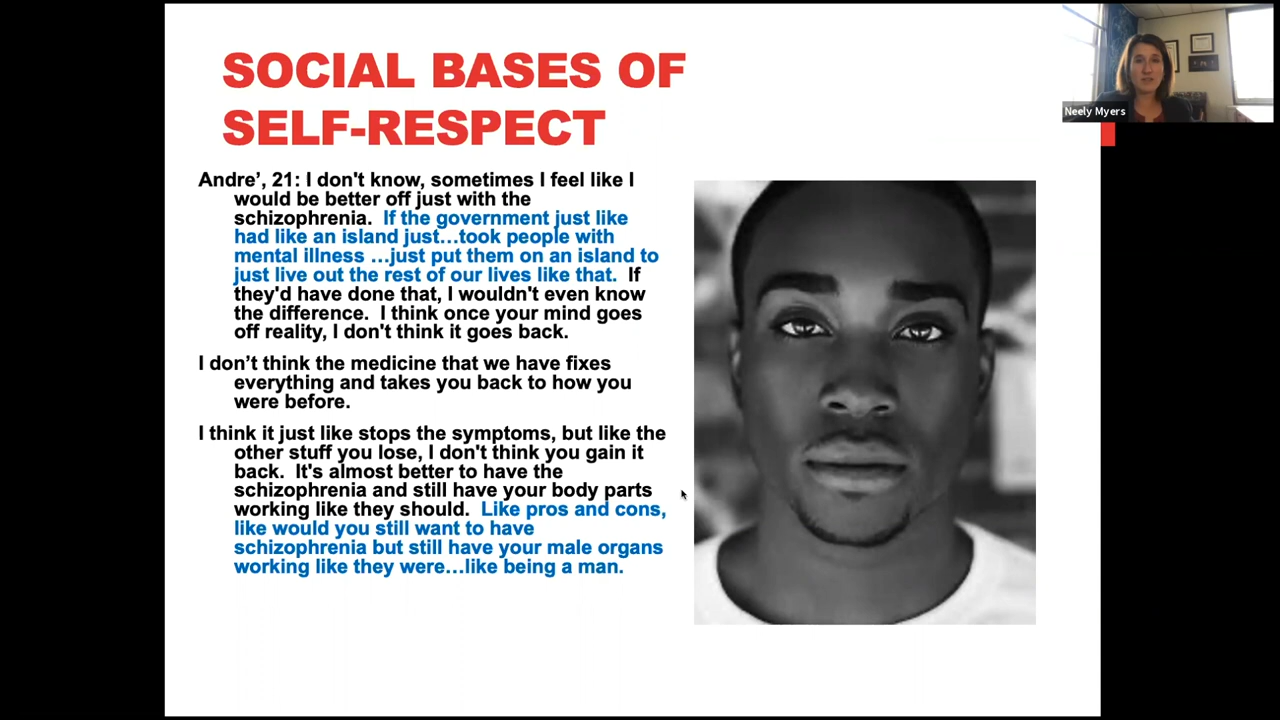 SOCIAL BASES OF
SELF-RESPECT
Neely Myers
Andre’, 21: I don't know, sometimes I feel like I
would be better off just with the
schizophrenia. If the government just like
had like an island just…took people with
mental illness …just put them on an island to
just live out the rest of our lives like that. If
they'd have done that, I wouldn't even know
the difference. I think once your mind goes
off reality, I don't think it goes back.
I don’t think the medicine that we have fixes
everything and takes you back to how you
were before.
I think it just like stops the symptoms, but like the
other stuff you lose, I don't think you gain it
back. It's almost better to have the
schizophrenia and still have your body parts
working like they should. Like pros and cons,
like would you still want to have
schizophrenia but still have your male organs
working like they were…like being a man.